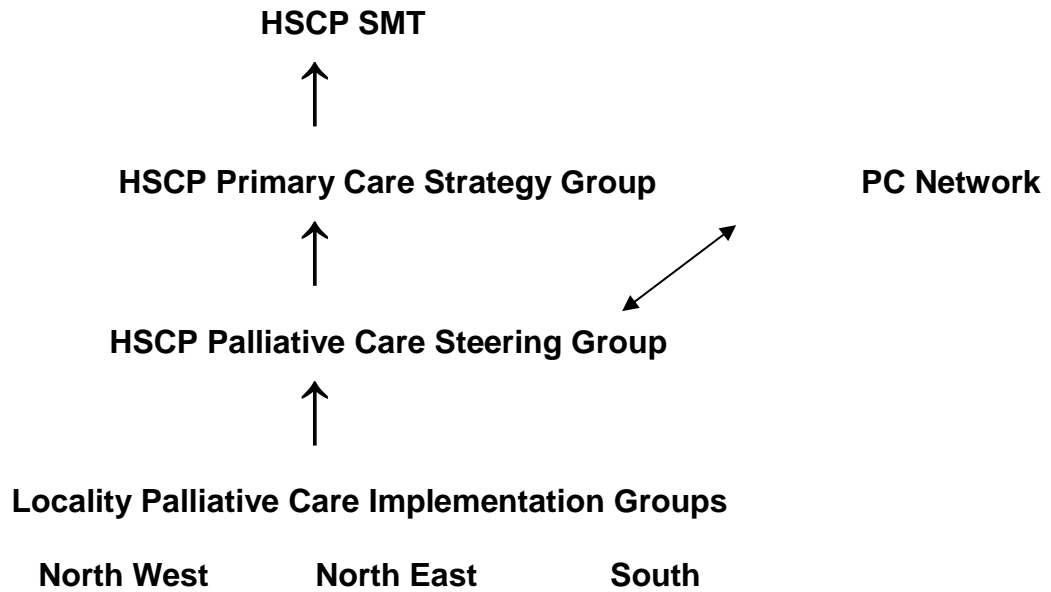 HSCP SMT
HSCP Primary Care Strategy Group PC Network
HSCP Palliative Care Steering Group
Locality Palliative Care Implementation Groups
North West North East South